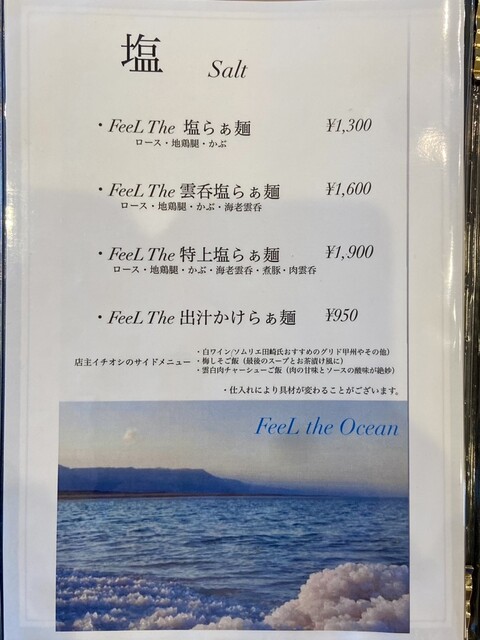 塩 Salt
・FeeL The 塩らぁ麺 ¥1,300
ロース・地鶏腿・かぶ
・FeeL The 雲呑塩らぁ麺 ¥1,600
ロース・地鶏腿・かぶ・海老雲呑
・FeeL The 特上塩らぁ麺 ¥1,900
ロース・地鶏腿・かぶ・海老雲呑・煮豚・肉雲呑
・FeeL The 出汁かけらぁ麺 ¥950
店主イチオシのサイドメニュー
・白ワイン/ソムリエ田崎氏おすすめのグリド甲州やその他）
・梅しそご飯（最後のスープとお茶漬け風に）
・雲白肉チャーシューご飯（肉の甘味とソースの酸味が絶妙）
・仕入れにより具材が変わることがございます。
FeeL the Ocean